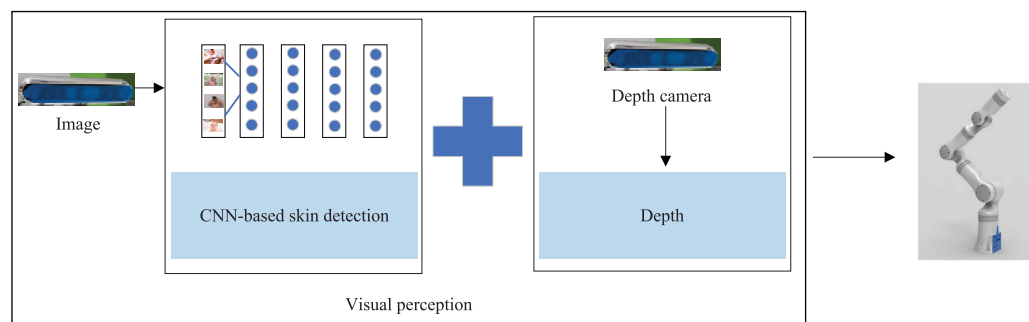 Image
CNN-based skin detection
Depth camera
Depth
Visual perception